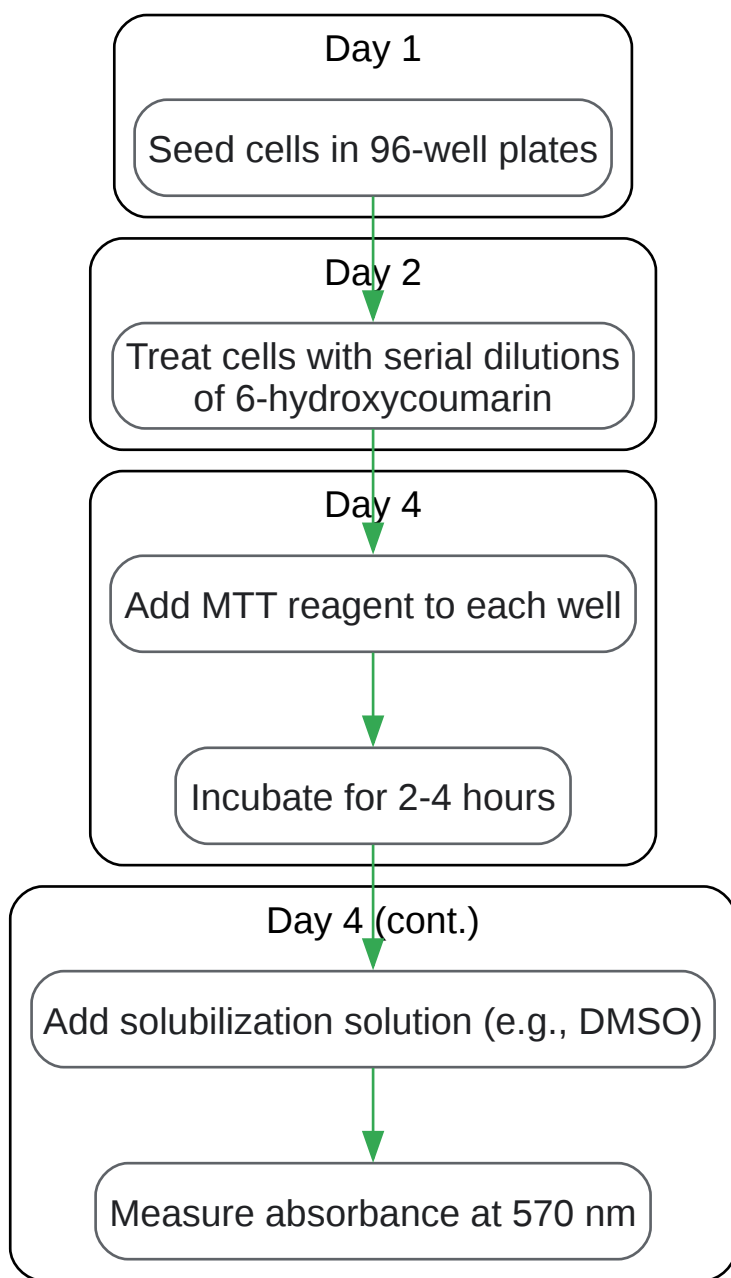 Day 1
Seed cells in 96-well plates
Day 2
Treat cells with serial dilutions
of 6-hydroxycoumarin
Day 4
Add MTT reagent to each well
Incubate for 2-4 hours
Day 4 (cont.)
Add solubilization solution (e.g., DMSO)
Measure absorbance at 570 nm